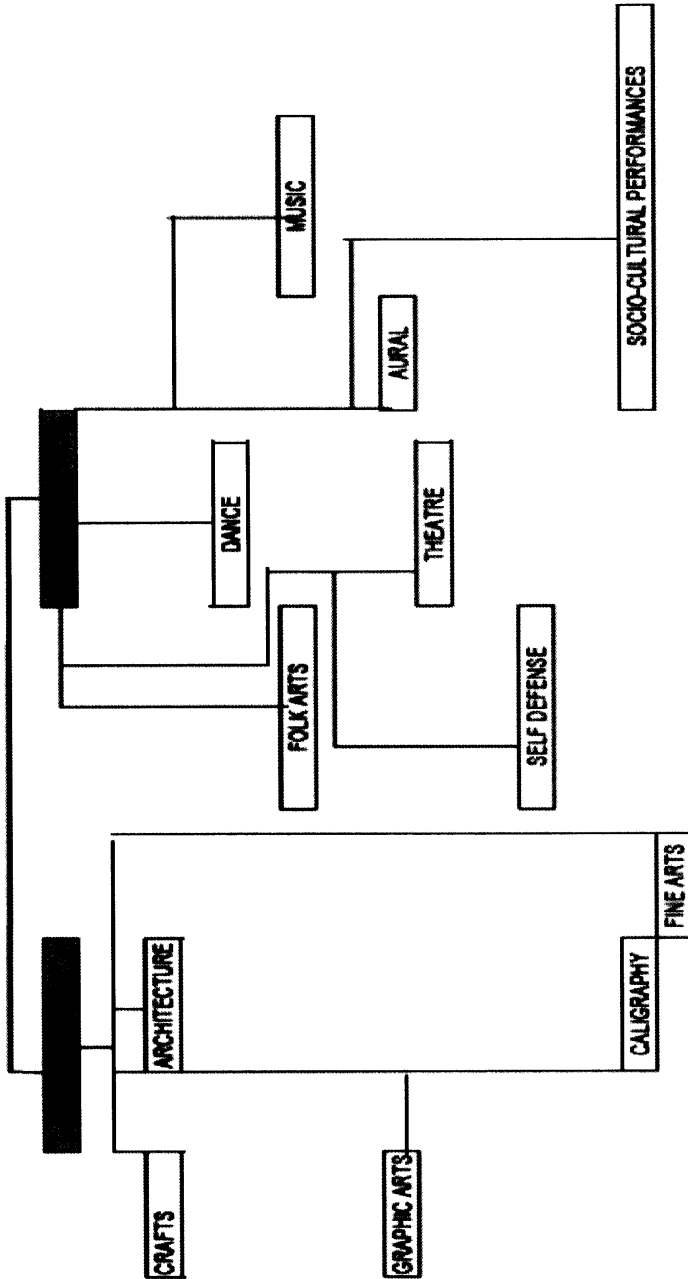 CRAFTS
ARCHITECTURE
GRAPHIC ARTS
CALIGRAPHY
FINE ARTS
FOLK ARTS
DANCE
MUSIC
AURAL
THEATRE
SELF DEFENSE
SOCIO-CULTURAL PERFORMANCES